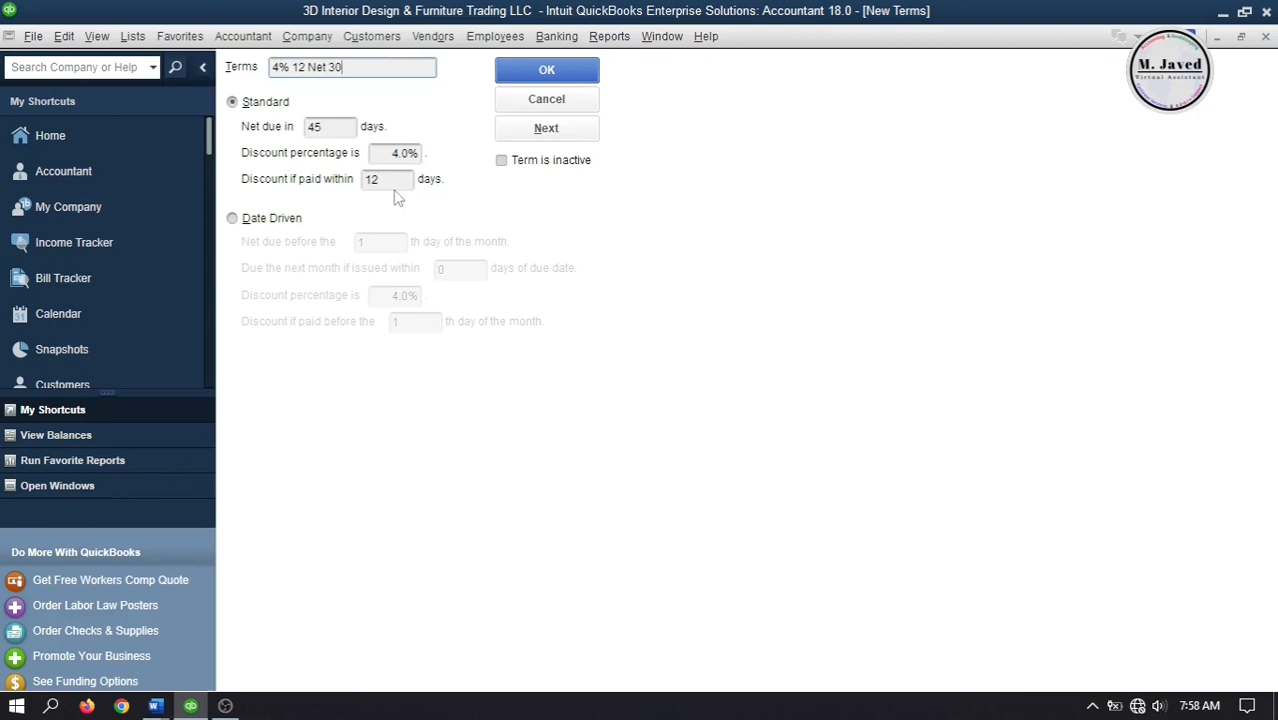 3D Interior Design & Furniture Trading LLC - Intuit QuickBooks Enterprise Solutions: Accountant 18.0 - [New Terms]
File Edit View Lists Favorites Accountant Company Customers Vendors Employees Banking Reports Window Help
Search Company or Help
My Shortcuts
Home
Accountant
My Company
Income Tracker
Bill Tracker
Calendar
Snapshots
Customers
My Shortcuts
View Balances
Run Favorite Reports
Open Windows
Do More With QuickBooks
Get Free Workers Comp Quote
Order Labor Law Posters
Order Checks & Supplies
Promote Your Business
See Funding Options
Terms 4% 12 Net 30
OK
Cancel
Next
Term is inactive
Standard
Net due in 45 days.
Discount percentage is 4.0% .
Discount if paid within 12 days.
Date Driven
Net due before the 1 th day of the month.
Due the next month if issued within 0 days of due date.
Discount percentage is 4.0% .
Discount if paid before the 1 th day of the month.
M. Javed
Virtual Assistant
7:58 AM